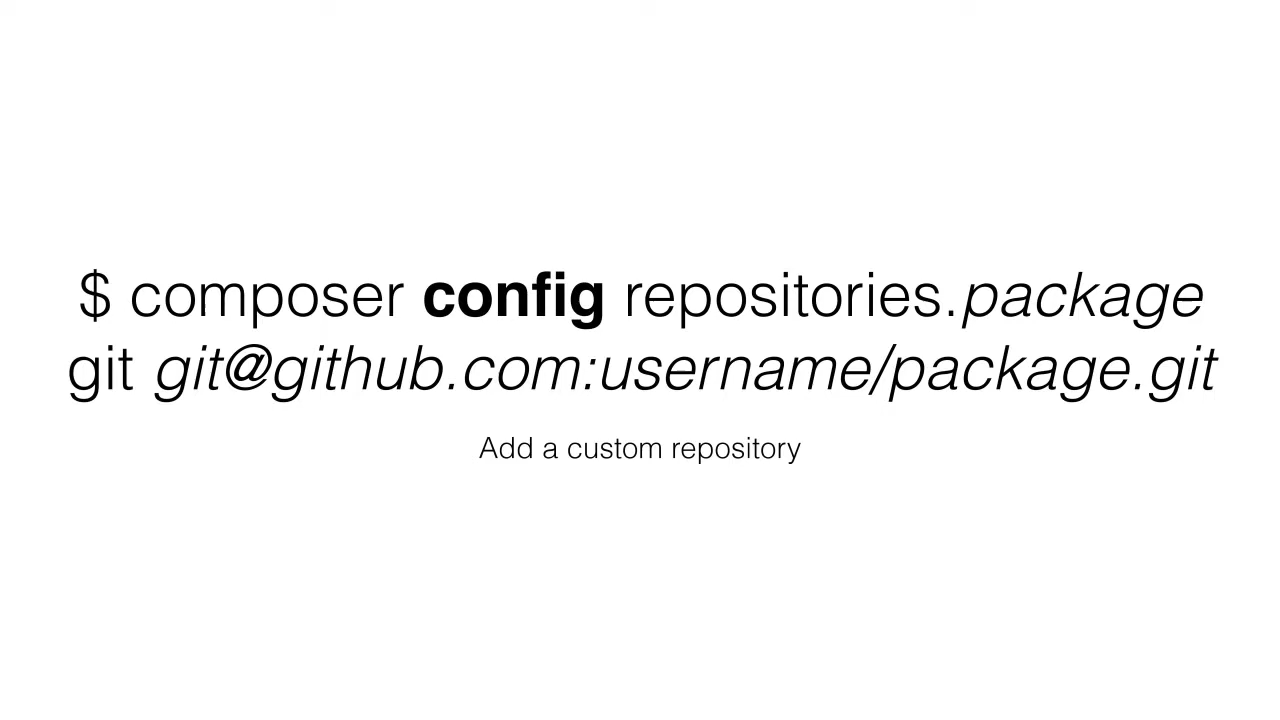 $ composer config repositories.package
git git@github.com:username/package.git
Add a custom repository